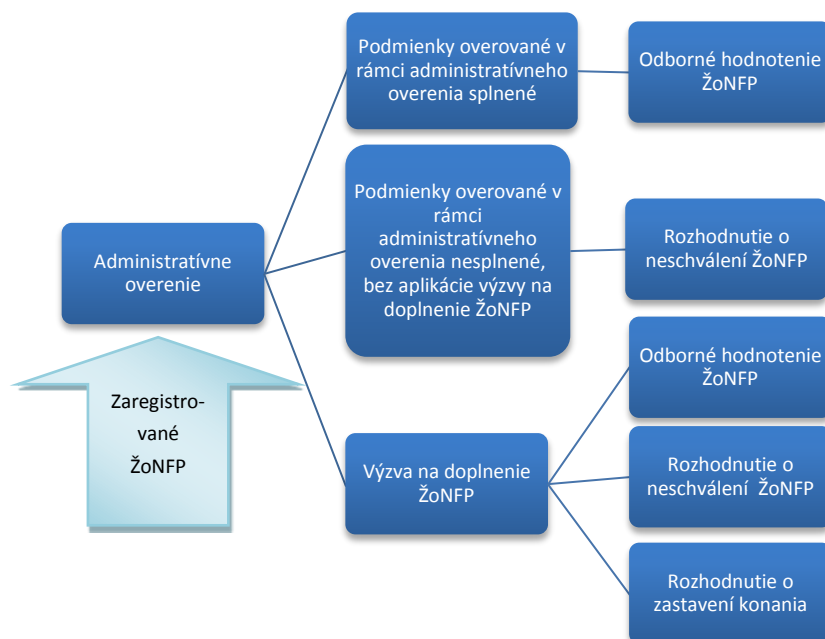 Podmienky overované v
rámci administratívneho
overenia splnené
Odborné hodnotenie
ŽoNFP
Podmienky overované v
rámci
administratívneho
overenia nesplnené,
bez aplikácie výzvy na
doplnenie ŽoNFP
Rozhodnutie o
neschválení ŽoNFP
Administratívne
overenie
Zaregistro-
vané
ŽoNFP
Výzva na doplnenie
ŽoNFP
Odborné hodnotenie
ŽoNFP
Rozhodnutie o
neschválení ŽoNFP
Rozhodnutie o
zastavení konania